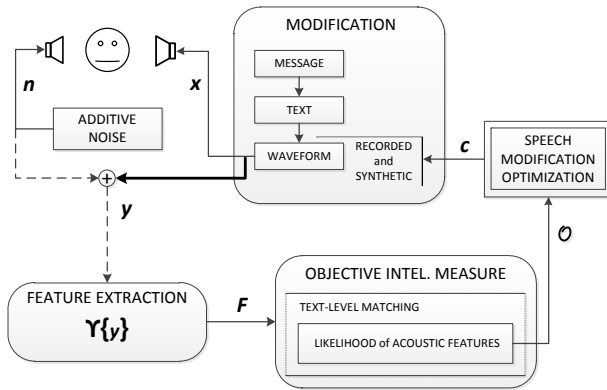 MODIFICATION
MESSAGE
TEXT
WAVEFORM
RECORDED
and
SYNTHETIC
n
x
ADDITIVE
NOISE
c
SPEECH
MODIFICATION
OPTIMIZATION
+
y
O
FEATURE EXTRACTION
ϒ{y}
F
OBJECTIVE INTEL. MEASURE
TEXT-LEVEL MATCHING
LIKELIHOOD of ACOUSTIC FEATURES